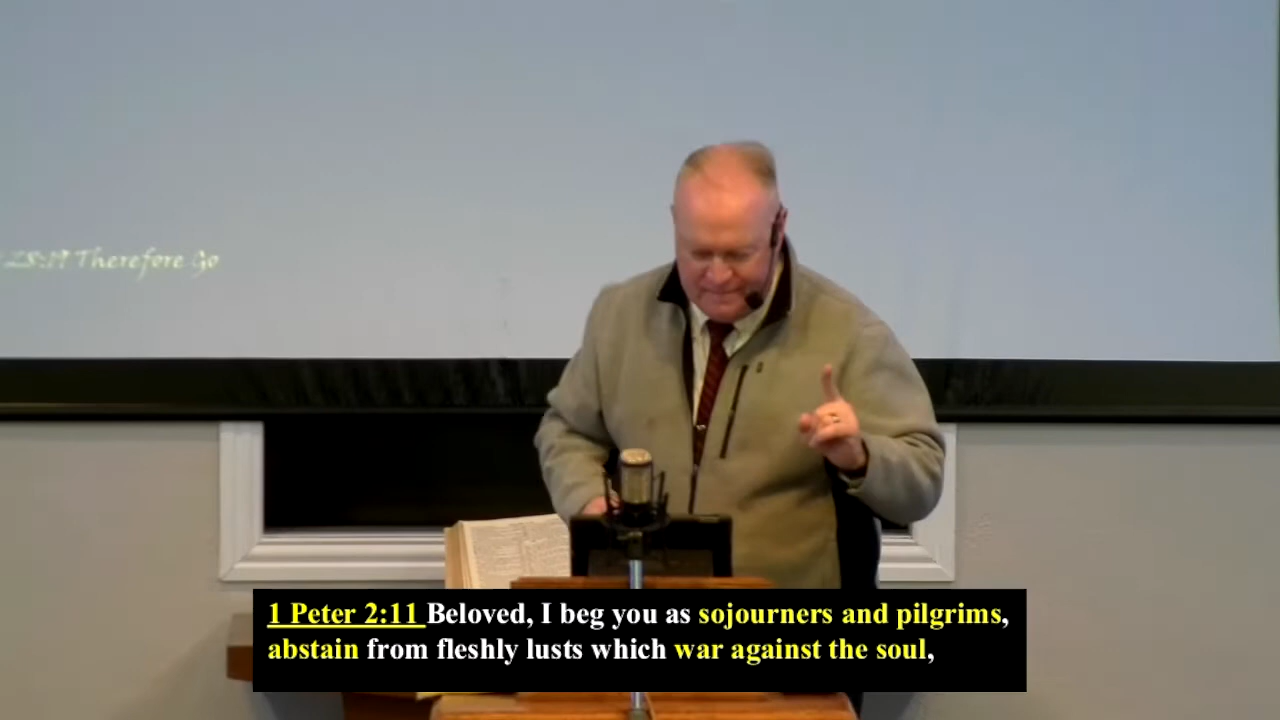 28:19 Therefore Go
1 Peter 2:11 Beloved, I beg you as sojourners and pilgrims,
abstain from fleshly lusts which war against the soul,